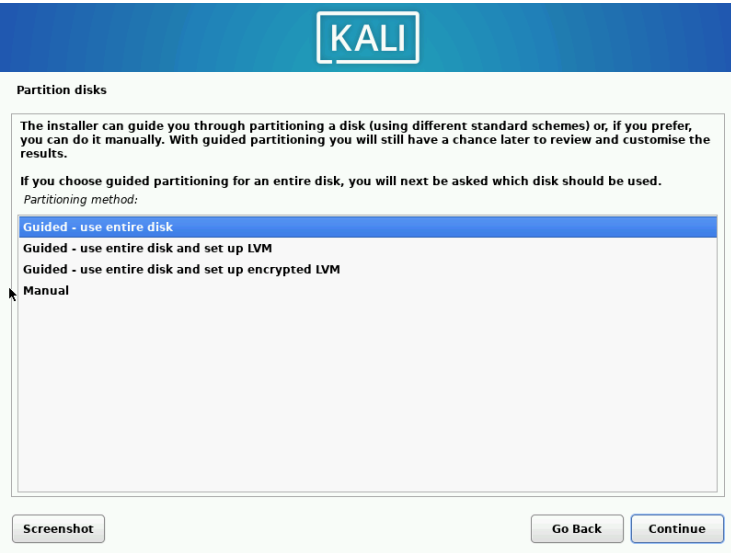 KALI
Partition disks
The installer can guide you through partitioning a disk (using different standard schemes) or, if you prefer,
you can do it manually. With guided partitioning you will still have a chance later to review and customise the
results.
If you choose guided partitioning for an entire disk, you will next be asked which disk should be used.
Partitioning method:
Guided - use entire disk
Guided - use entire disk and set up LVM
Guided - use entire disk and set up encrypted LVM
Manual
Screenshot
Go Back
Continue